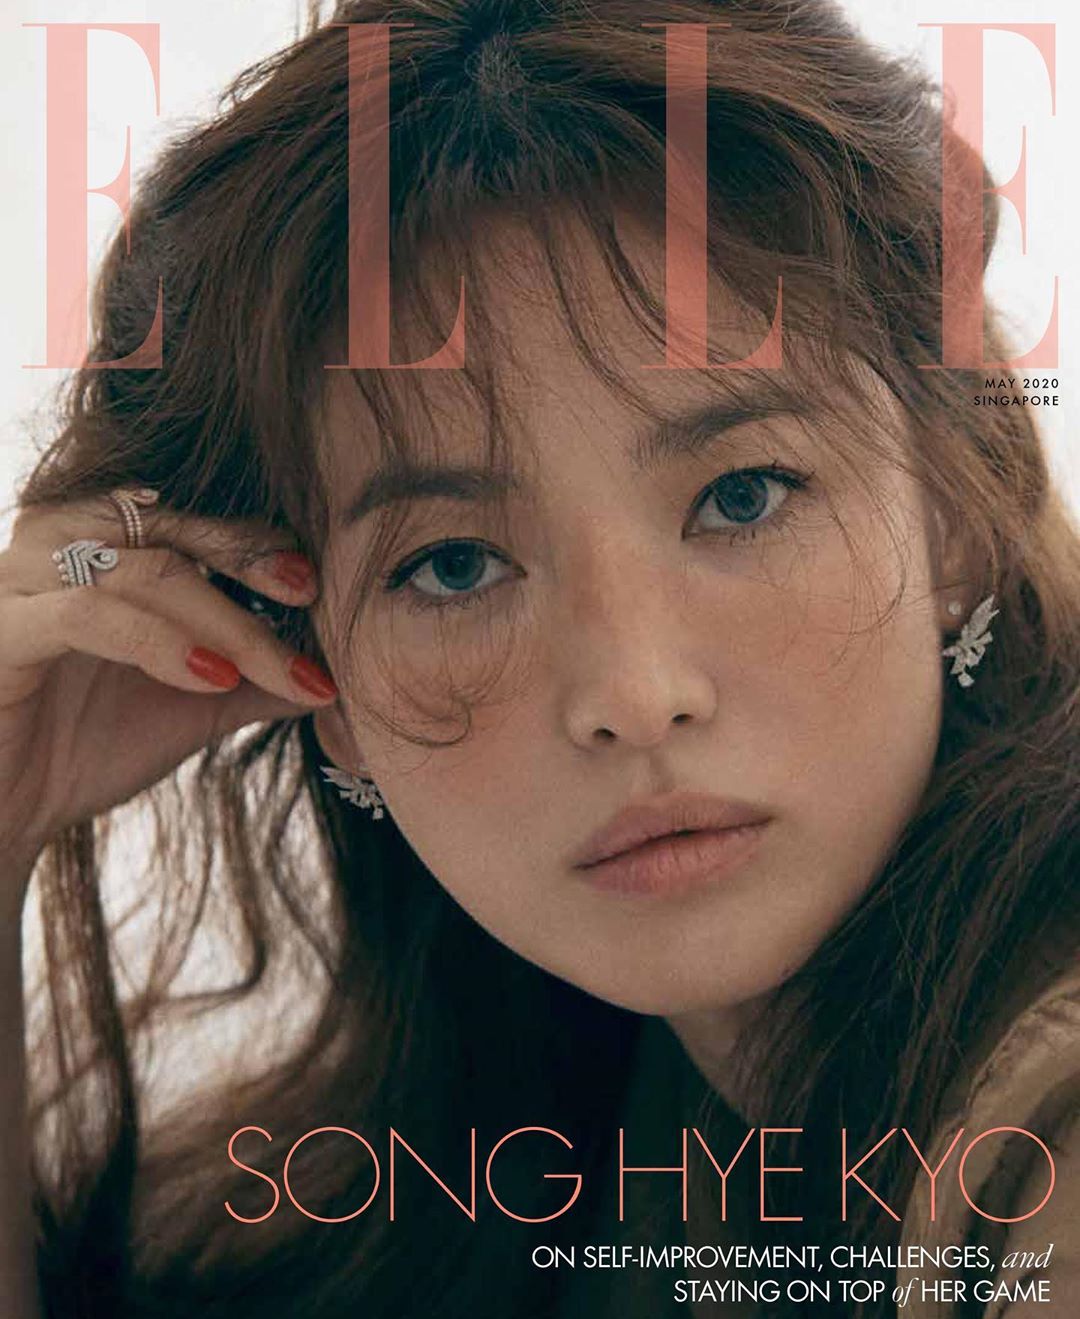 ELLE
MAY 2020
SINGAPORE
SONG HYE KYO
ON SELF-IMPROVEMENT, CHALLENGES, and
STAYING ON TOP of HER GAME